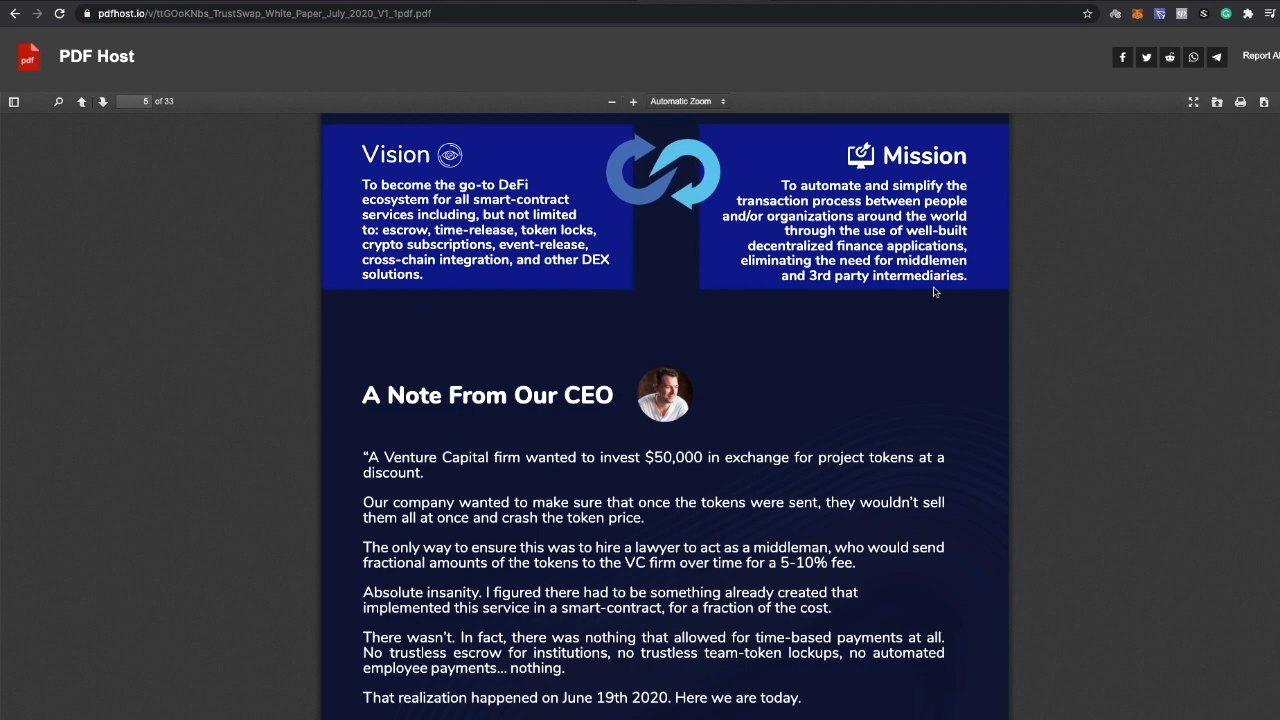 pdfhost.io/v/ttGOoKNbs_TrustSwap_White_Paper_July_2020_V1_1pdf.pdf
pdf
PDF Host
Report A
5 of 33
Automatic Zoom
Vision
To become the go-to DeFi
ecosystem for all smart-contract
services including, but not limited
to: escrow, time-release, token locks,
crypto subscriptions, event-release,
cross-chain integration, and other DEX
solutions.
Mission
To automate and simplify the
transaction process between people
and/or organizations around the world
through the use of well-built
decentralized finance applications,
eliminating the need for middlemen
and 3rd party intermediaries.
A Note From Our CEO
“A Venture Capital firm wanted to invest $50,000 in exchange for project tokens at a
discount.
Our company wanted to make sure that once the tokens were sent, they wouldn’t sell
them all at once and crash the token price.
The only way to ensure this was to hire a lawyer to act as a middleman, who would send
fractional amounts of the tokens to the VC firm over time for a 5-10% fee.
Absolute insanity. I figured there had to be something already created that
implemented this service in a smart-contract, for a fraction of the cost.
There wasn’t. In fact, there was nothing that allowed for time-based payments at all.
No trustless escrow for institutions, no trustless team-token lockups, no automated
employee payments... nothing.
That realization happened on June 19th 2020. Here we are today.